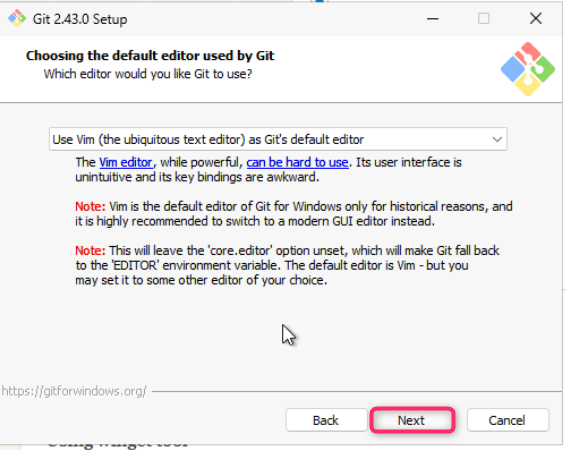 Git 2.43.0 Setup
Choosing the default editor used by Git
Which editor would you like Git to use?
Use Vim (the ubiquitous text editor) as Git's default editor
The Vim editor, while powerful, can be hard to use. Its user interface is
unintuitive and its key bindings are awkward.
Note: Vim is the default editor of Git for Windows only for historical reasons, and
it is highly recommended to switch to a modern GUI editor instead.
Note: This will leave the 'core.editor' option unset, which will make Git fall back
to the 'EDITOR' environment variable. The default editor is Vim - but you
may set it to some other editor of your choice.
https://gitforwindows.org/
Back Next Cancel
Using winget tool